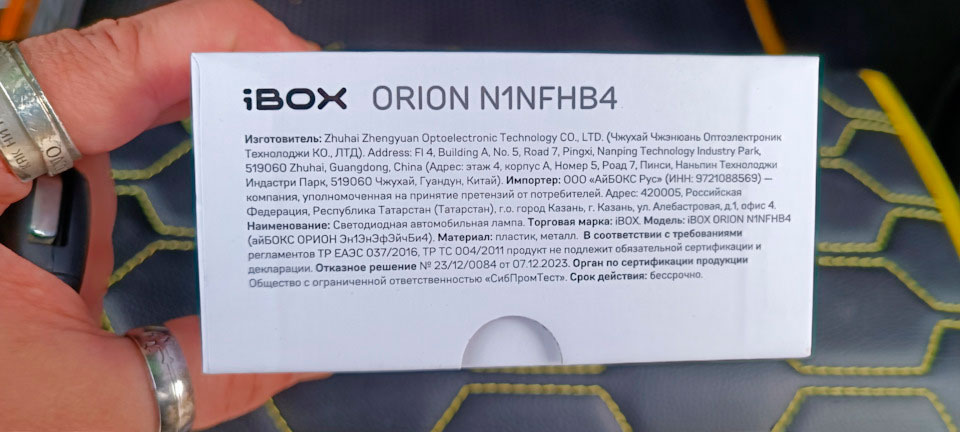 iBOX ORION N1NFHB4
Изготовитель: Zhuhai Zhengyuan Optoelectronic Technology CO., LTD. (Чжухай Чжэнюань Оптоэлектроник
Технолоджи КО., ЛТД). Address: Fl 4, Building A, No. 5, Road 7, Pingxi, Nanping Technology Industry Park,
519060 Zhuhai, Guangdong, China (Адрес: этаж 4, корпус А, Номер 5, Роад 7, Пинси, Наньпин Технолоджи
Индастри Парк, 519060 Чжухай, Гуандун, Китай). Импортер: ООО «АйБОКС Рус» (ИНН: 9721088569) —
компания, уполномоченная на принятие претензий от потребителей. Адрес: 420005, Российская
Федерация, Республика Татарстан (Татарстан), г.о. город Казань, г. Казань, ул. Алебастровая, д.1, офис 4.
Наименование: Светодиодная автомобильная лампа. Торговая марка: iBOX. Модель: iBOX ORION N1NFHB4
(айБОКС ОРИОН Эн1ЭнЭфЭйчБи4). Материал: пластик, металл. В соответствии с требованиями
регламентов ТР ЕАЭС 037/2016, ТР ТС 004/2011 продукт не подлежит обязательной сертификации и
декларации. Отказное решение № 23/12/0084 от 07.12.2023. Орган по сертификации продукции
Общество с ограниченной ответственностью «СибПромТест». Срок действия: бессрочно.